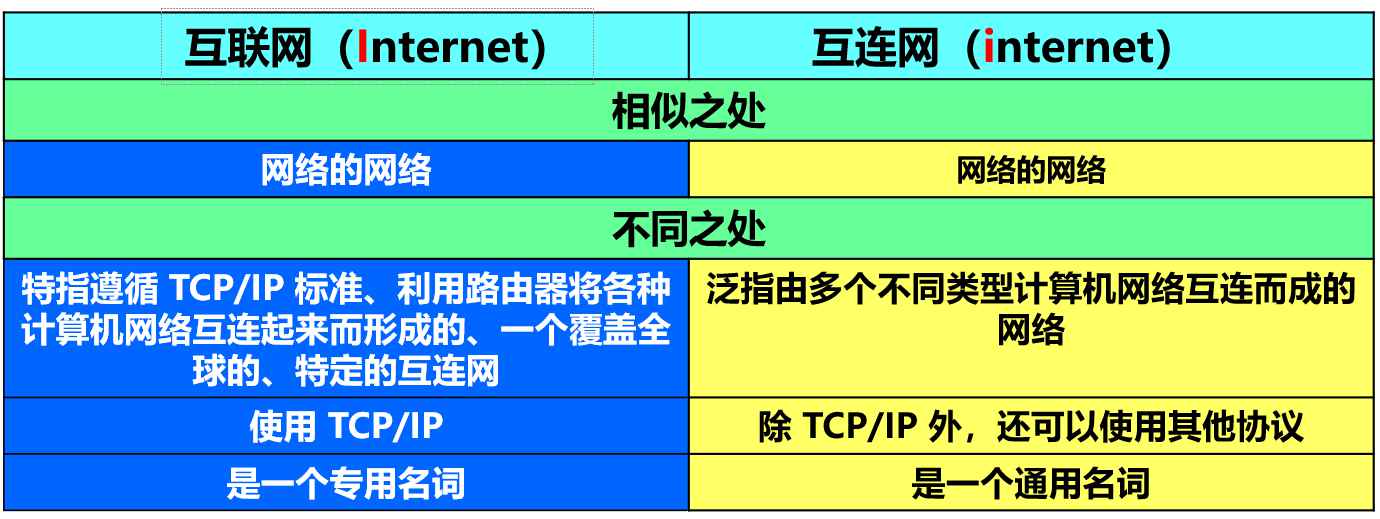 互联网（Internet）
互连网（internet）
相似之处
网络的网络
网络的网络
不同之处
特指遵循 TCP/IP 标准、利用路由器将各种
计算机网络互连起来而形成的、一个覆盖全
球的、特定的互连网
泛指由多个不同类型计算机网络互连而成的
网络
使用 TCP/IP
除 TCP/IP 外，还可以使用其他协议
是一个专用名词
是一个通用名词